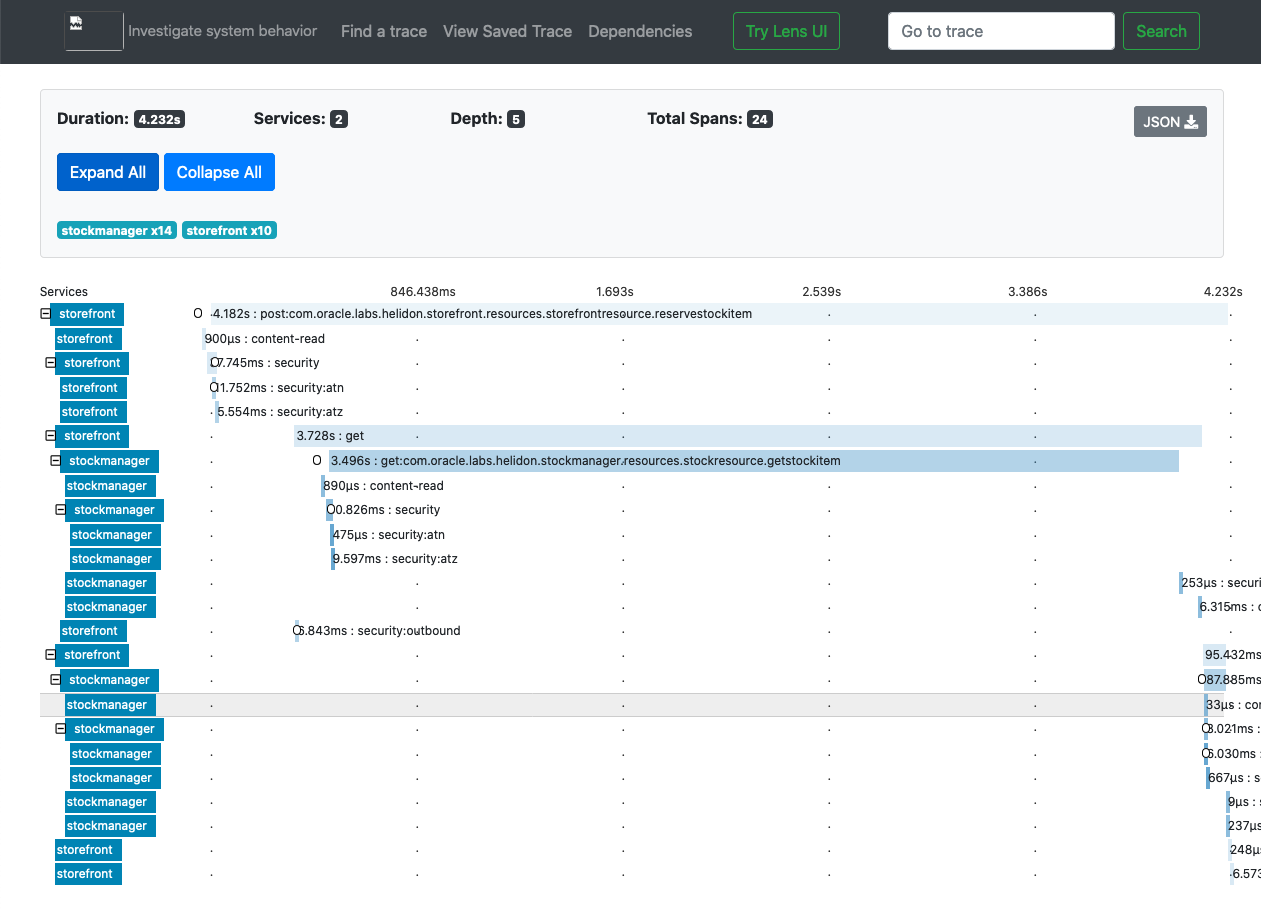 Investigate system behavior Find a trace View Saved Trace Dependencies Try Lens UI Go to trace Search
Duration: 4.232s Services: 2 Depth: 5 Total Spans: 24 JSON
Expand All Collapse All
stockmanager x14 storefront x10
Services 846.438ms 1.693s 2.539s 3.386s 4.232s
storefront 4.182s : post:com.oracle.labs.helidon.storefront.resources.storefrontresource.reservestockitem
storefront 900µs : content-read
storefront 7.745ms : security
storefront 1.752ms : security:atn
storefront 5.554ms : security:atz
storefront 3.728s : get
stockmanager 3.496s : get:com.oracle.labs.helidon.stockmanager.resources.stockresource.getstockitem
stockmanager 890µs : content-read
stockmanager 0.826ms : security
stockmanager 475µs : security:atn
stockmanager 9.597ms : security:atz
stockmanager 253µs : securi
stockmanager 6.315ms : c
storefront 6.843ms : security:outbound
storefront 95.432ms
stockmanager 87.885ms
stockmanager 33µs : con
stockmanager 3.021ms :
stockmanager 6.030ms :
stockmanager 667µs : s
stockmanager 9µs : s
stockmanager 237µs
storefront 248µs
storefront 6.573